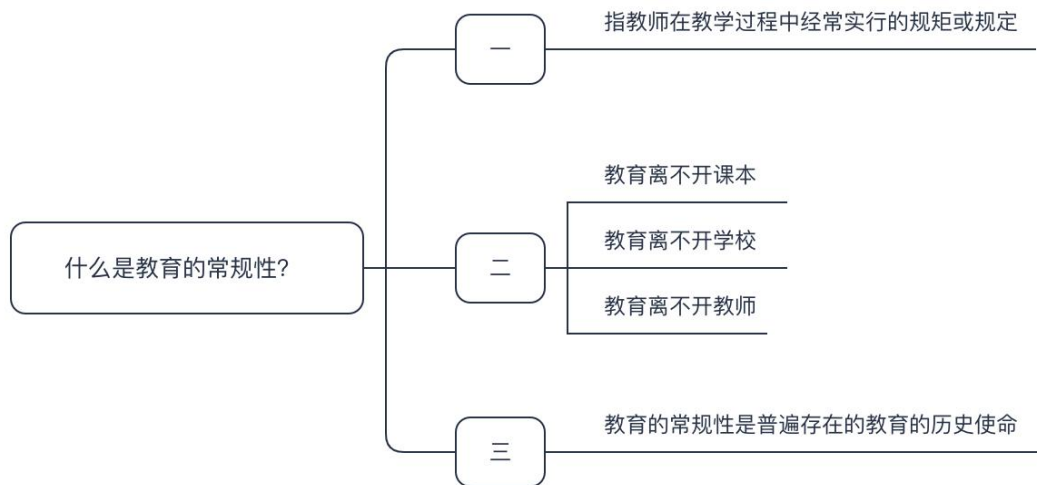 什么是教育的常规性？
一
指教师在教学过程中经常实行的规矩或规定
二
教育离不开课本
教育离不开学校
教育离不开教师
三
教育的常规性是普遍存在的教育的历史使命